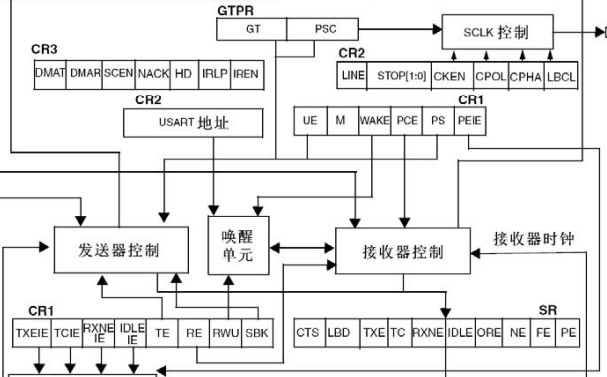 GTPR
GT PSC
SCLK 控制
CR3
CR2
DMAT DMAR SCEN NACK HD IRLP IREN
LINE STOP[1:0] CKEN CPOL CPHA LBCL
CR2
CR1
USART 地址
UE M WAKE PCE PS PEIE
发送器控制
唤醒
单元
接收器控制
接收器时钟
CR1
SR
TXEIE TCIE RXNE IE IDLE IE TE RE RWU SBK
CTS LBD TXE TC RXNE IDLE ORE NE FE PE